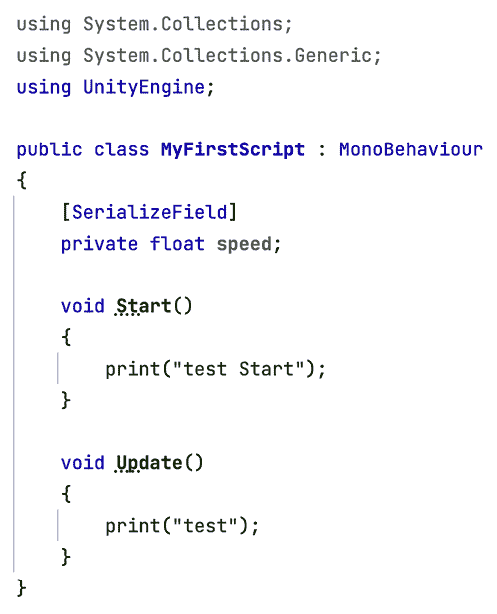 using System.Collections;
using System.Collections.Generic;
using UnityEngine;
public class MyFirstScript : MonoBehaviour
{
[SerializeField]
private float speed;
void Start()
{
print("test Start");
}
void Update()
{
print("test");
}
}